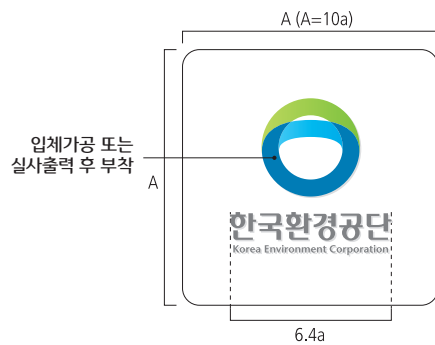 A (A=10a)
입체가공 또는
실사출력 후 부착
A
한국환경공단
Korea Environment Corporation
6.4a